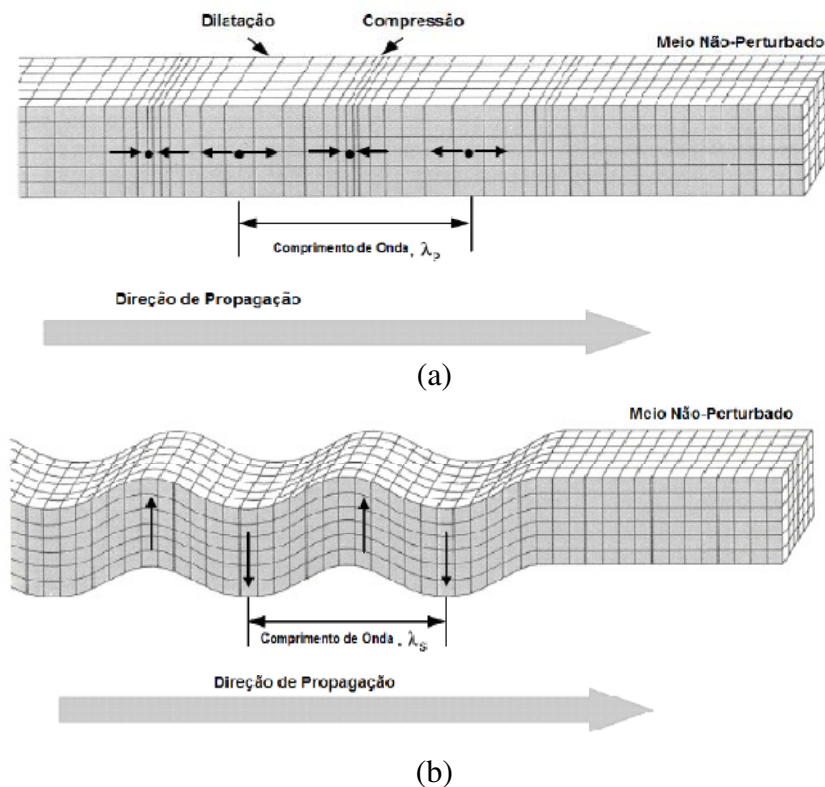 Dilatação
Compressão
Meio Não-Perturbado
Comprimento de Onda, λP
Direção de Propagação
(a)
Meio Não-Perturbado
Comprimento de Onda, λS
Direção de Propagação
(b)